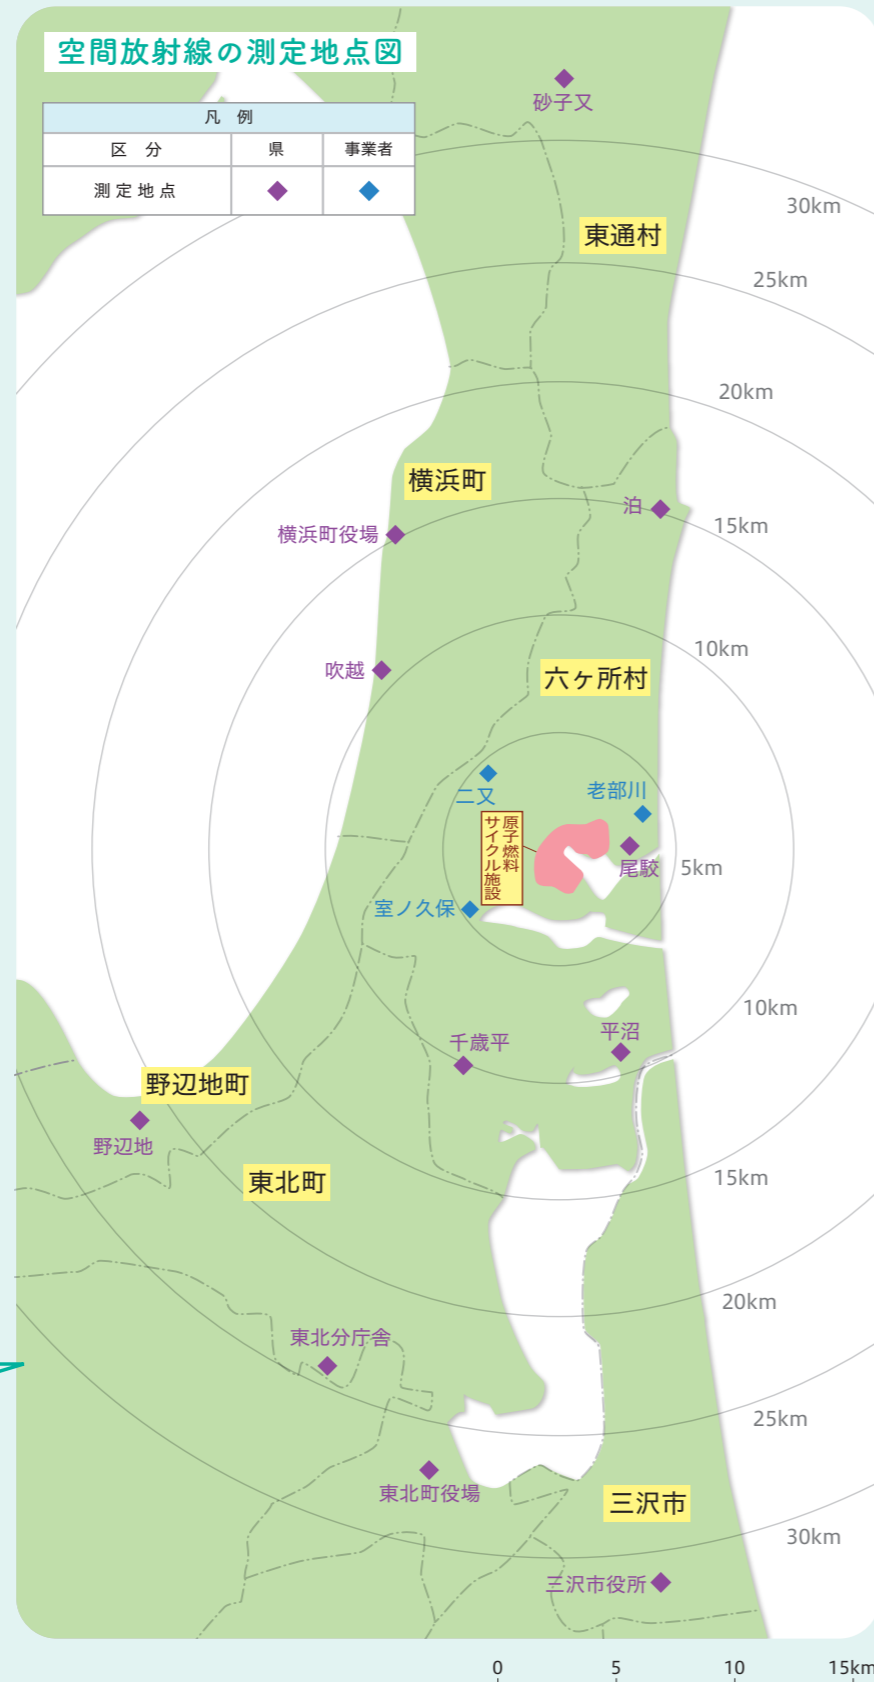 空間放射線の測定地点図
凡 例
区 分 県 事業者
測定地点
砂子又
30km
東通村
25km
20km
横浜町
泊
15km
横浜町役場
10km
吹越
六ヶ所村
二又
老部川
原子燃料
サイクル施設
尾駮
5km
室ノ久保
10km
千歳平
平沼
野辺地町
野辺地
15km
東北町
20km
東北分庁舎
25km
東北町役場
三沢市
30km
三沢市役所
0 5 10 15km